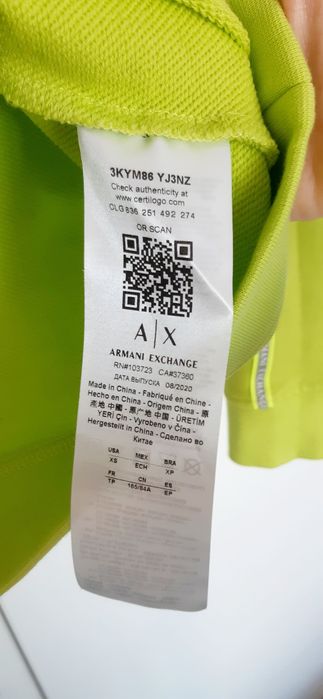 3KYM86 YJ3NZ
Check authenticity at
www.certilogo.com
CLG 836 251 492 274
OR SCAN
A|X
ARMANI EXCHANGE
RN#103723 CA#37360
ДАТА ВЫПУСКА 08/2020
Made in China - Fabriqué en Chine -
Hecho en China - Origem China - 原
產地 中國 - 原产地 中国 - ÜRETİM
YERİ Çin - Vyrobeno v Čína -
Hergestellt in China - Сделано во
Китае
USA MEX BRA
XS ECH XP
FR CN ES
TP 165/84A EP